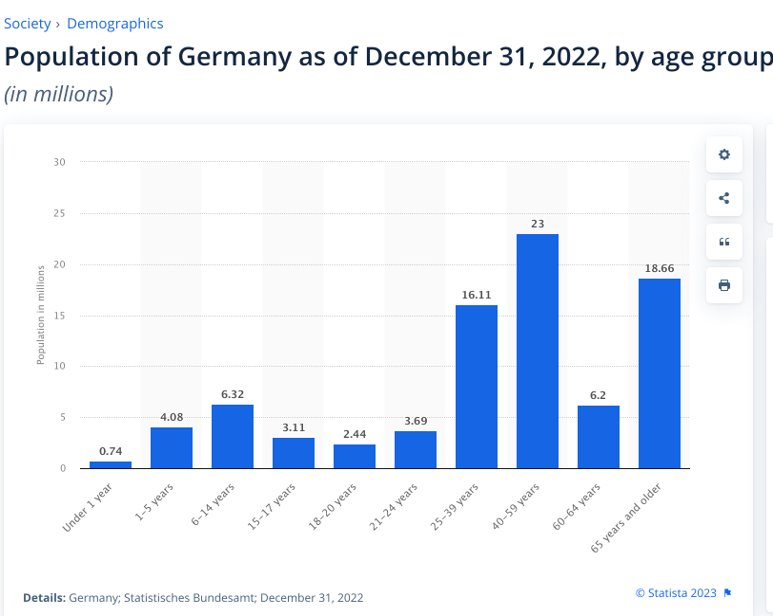 Society › Demographics
Population of Germany as of December 31, 2022, by age group
(in millions)
30
25
20
15
10
5
0
Population in millions
0.74
4.08
6.32
3.11
2.44
3.69
16.11
23
6.2
18.66
Under 1 year
1–5 years
6–14 years
15–17 years
18–20 years
21–24 years
25–39 years
40–59 years
60–64 years
65 years and older
Details: Germany; Statistisches Bundesamt; December 31, 2022
© Statista 2023